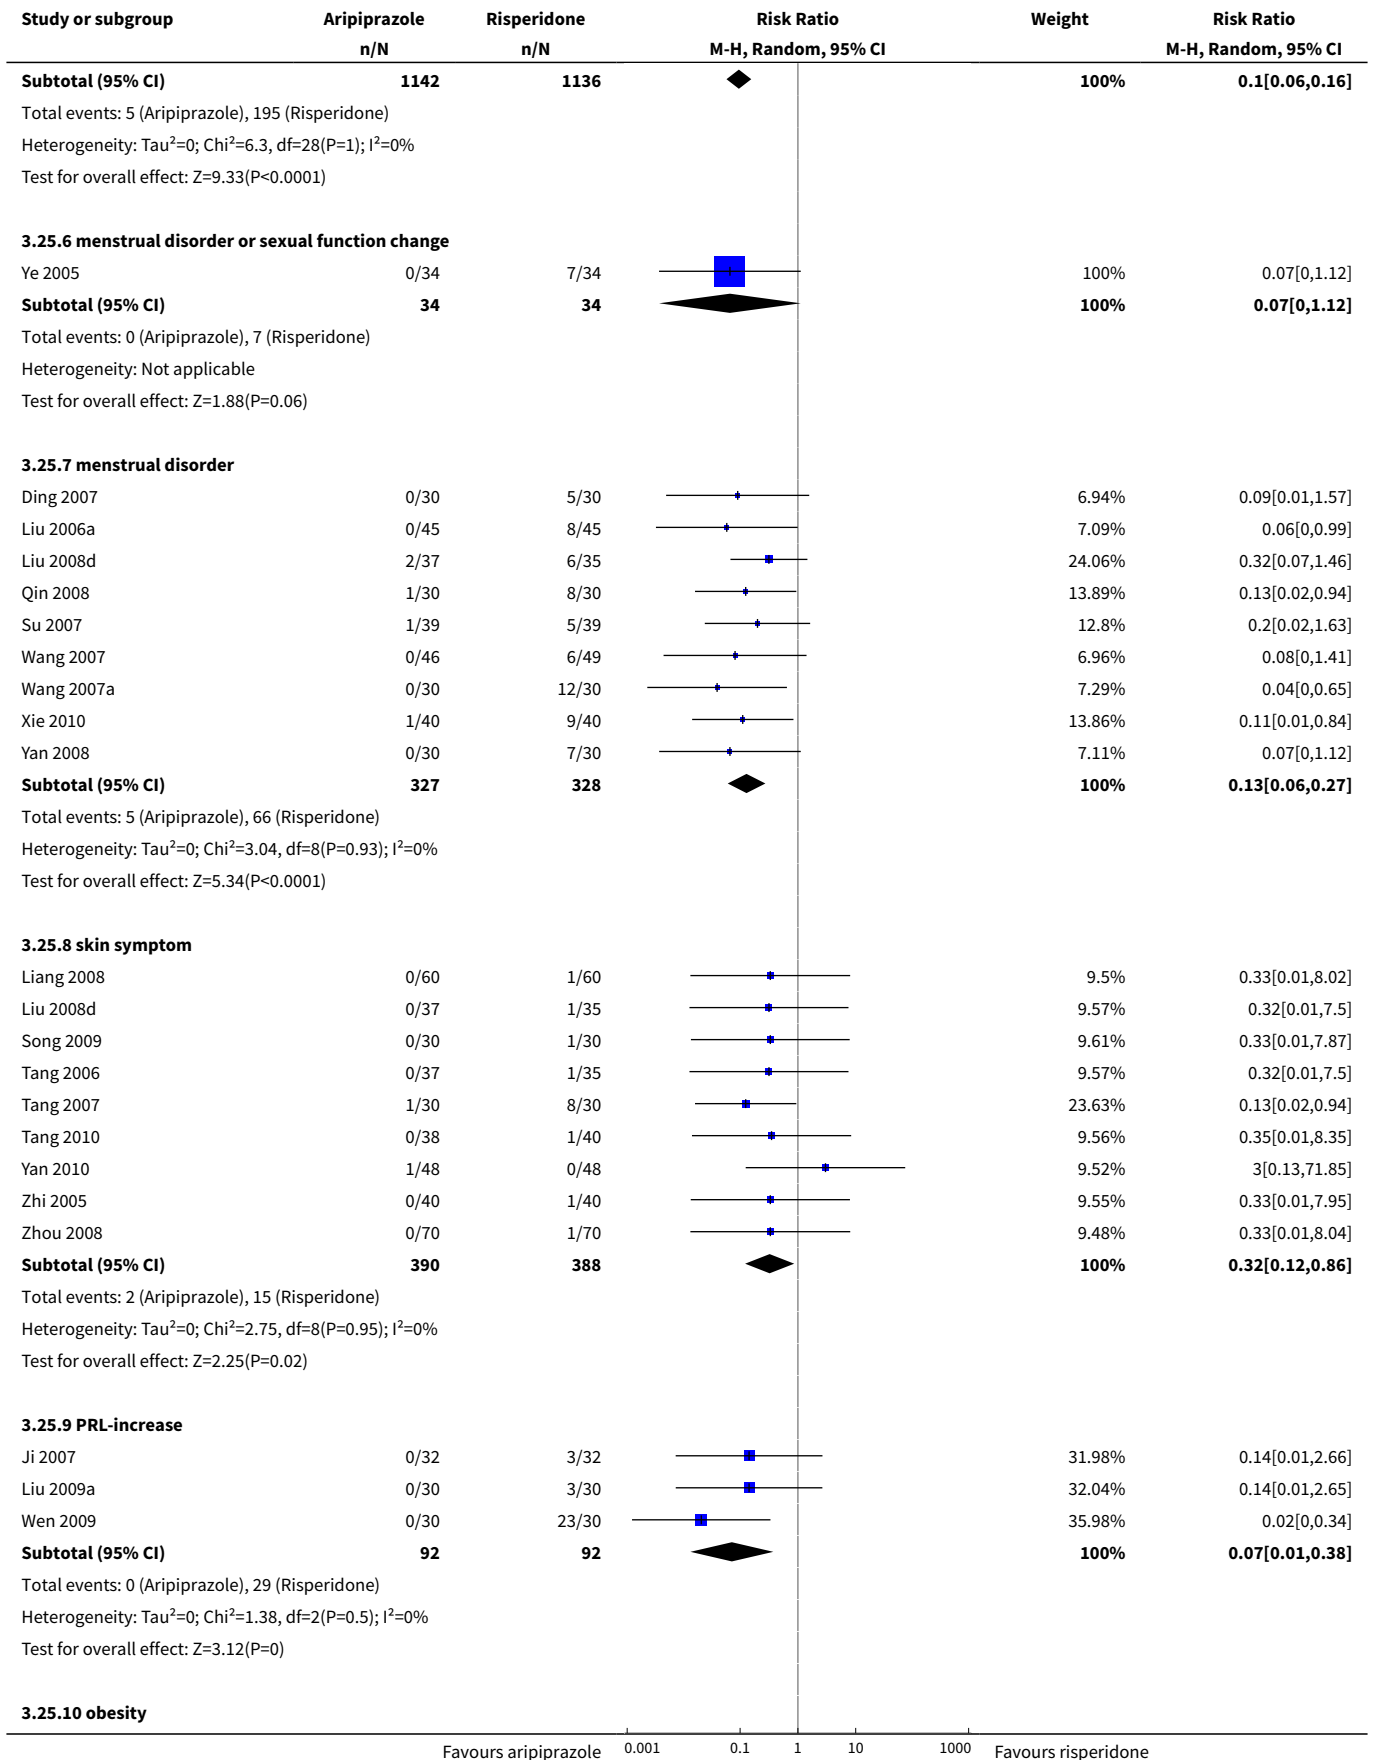 Study or subgroup Aripiprazole Risperidone Risk Ratio Weight Risk Ratio
n/N n/N M-H, Random, 95% CI M-H, Random, 95% CI
Subtotal (95% CI) 1142 1136 100% 0.1[0.06,0.16]
Total events: 5 (Aripiprazole), 195 (Risperidone)
Heterogeneity: Tau²=0; Chi²=6.3, df=28(P=1); I²=0%
Test for overall effect: Z=9.33(P<0.0001)
3.25.6 menstrual disorder or sexual function change
Ye 2005 0/34 7/34 100% 0.07[0,1.12]
Subtotal (95% CI) 34 34 100% 0.07[0,1.12]
Total events: 0 (Aripiprazole), 7 (Risperidone)
Heterogeneity: Not applicable
Test for overall effect: Z=1.88(P=0.06)
3.25.7 menstrual disorder
Ding 2007 0/30 5/30 6.94% 0.09[0.01,1.57]
Liu 2006a 0/45 8/45 7.09% 0.06[0,0.99]
Liu 2008d 2/37 6/35 24.06% 0.32[0.07,1.46]
Qin 2008 1/30 8/30 13.89% 0.13[0.02,0.94]
Su 2007 1/39 5/39 12.8% 0.2[0.02,1.63]
Wang 2007 0/46 6/49 6.96% 0.08[0,1.41]
Wang 2007a 0/30 12/30 7.29% 0.04[0,0.65]
Xie 2010 1/40 9/40 13.86% 0.11[0.01,0.84]
Yan 2008 0/30 7/30 7.11% 0.07[0,1.12]
Subtotal (95% CI) 327 328 100% 0.13[0.06,0.27]
Total events: 5 (Aripiprazole), 66 (Risperidone)
Heterogeneity: Tau²=0; Chi²=3.04, df=8(P=0.93); I²=0%
Test for overall effect: Z=5.34(P<0.0001)
3.25.8 skin symptom
Liang 2008 0/60 1/60 9.5% 0.33[0.01,8.02]
Liu 2008d 0/37 1/35 9.57% 0.32[0.01,7.5]
Song 2009 0/30 1/30 9.61% 0.33[0.01,7.87]
Tang 2006 0/37 1/35 9.57% 0.32[0.01,7.5]
Tang 2007 1/30 8/30 23.63% 0.13[0.02,0.94]
Tang 2010 0/38 1/40 9.56% 0.35[0.01,8.35]
Yan 2010 1/48 0/48 9.52% 3[0.13,71.85]
Zhi 2005 0/40 1/40 9.55% 0.33[0.01,7.95]
Zhou 2008 0/70 1/70 9.48% 0.33[0.01,8.04]
Subtotal (95% CI) 390 388 100% 0.32[0.12,0.86]
Total events: 2 (Aripiprazole), 15 (Risperidone)
Heterogeneity: Tau²=0; Chi²=2.75, df=8(P=0.95); I²=0%
Test for overall effect: Z=2.25(P=0.02)
3.25.9 PRL-increase
Ji 2007 0/32 3/32 31.98% 0.14[0.01,2.66]
Liu 2009a 0/30 3/30 32.04% 0.14[0.01,2.65]
Wen 2009 0/30 23/30 35.98% 0.02[0,0.34]
Subtotal (95% CI) 92 92 100% 0.07[0.01,0.38]
Total events: 0 (Aripiprazole), 29 (Risperidone)
Heterogeneity: Tau²=0; Chi²=1.38, df=2(P=0.5); I²=0%
Test for overall effect: Z=3.12(P=0)
3.25.10 obesity
Favours aripiprazole 0.001 0.1 1 10 1000 Favours risperidone